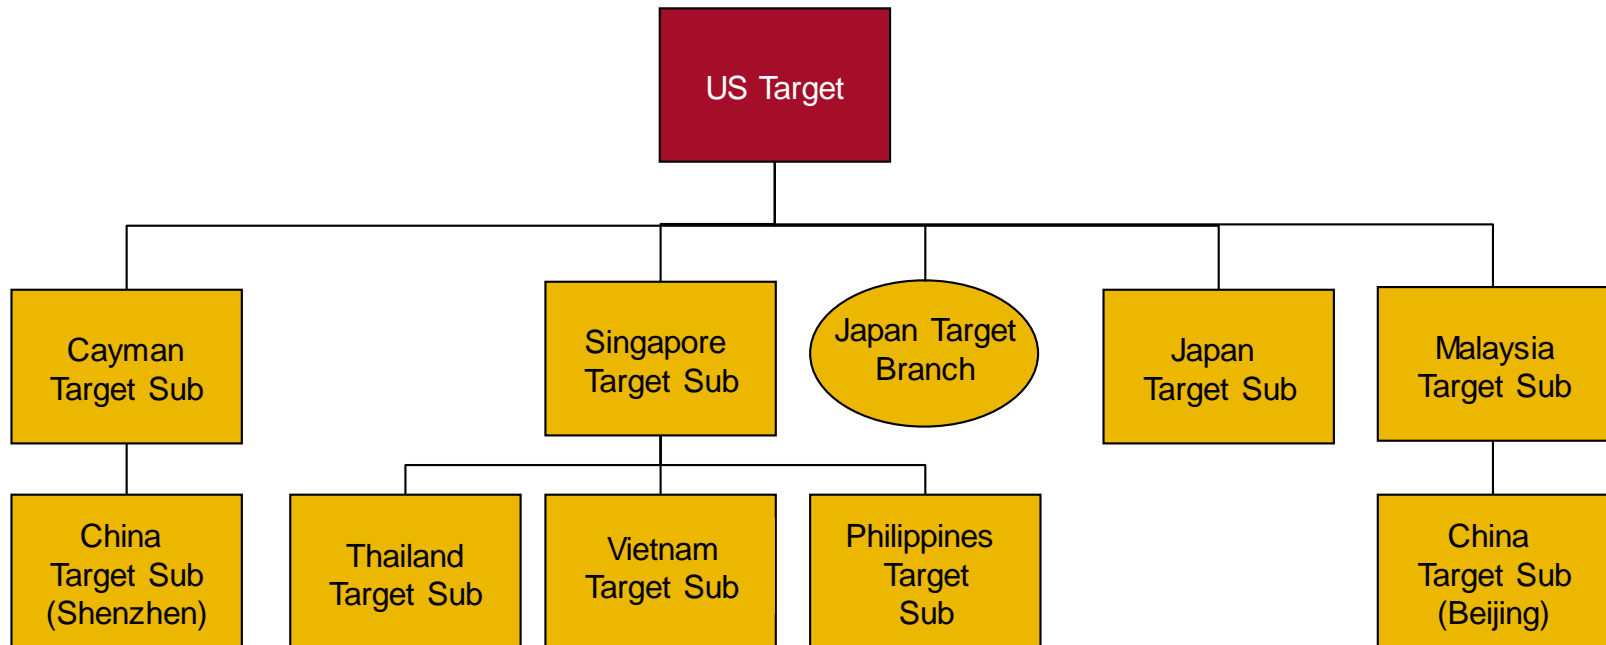 US Target
Cayman
Target Sub
Singapore
Target Sub
Japan Target
Branch
Japan
Target Sub
Malaysia
Target Sub
China
Target Sub
(Shenzhen)
Thailand
Target Sub
Vietnam
Target Sub
Philippines
Target
Sub
China
Target Sub
(Beijing)